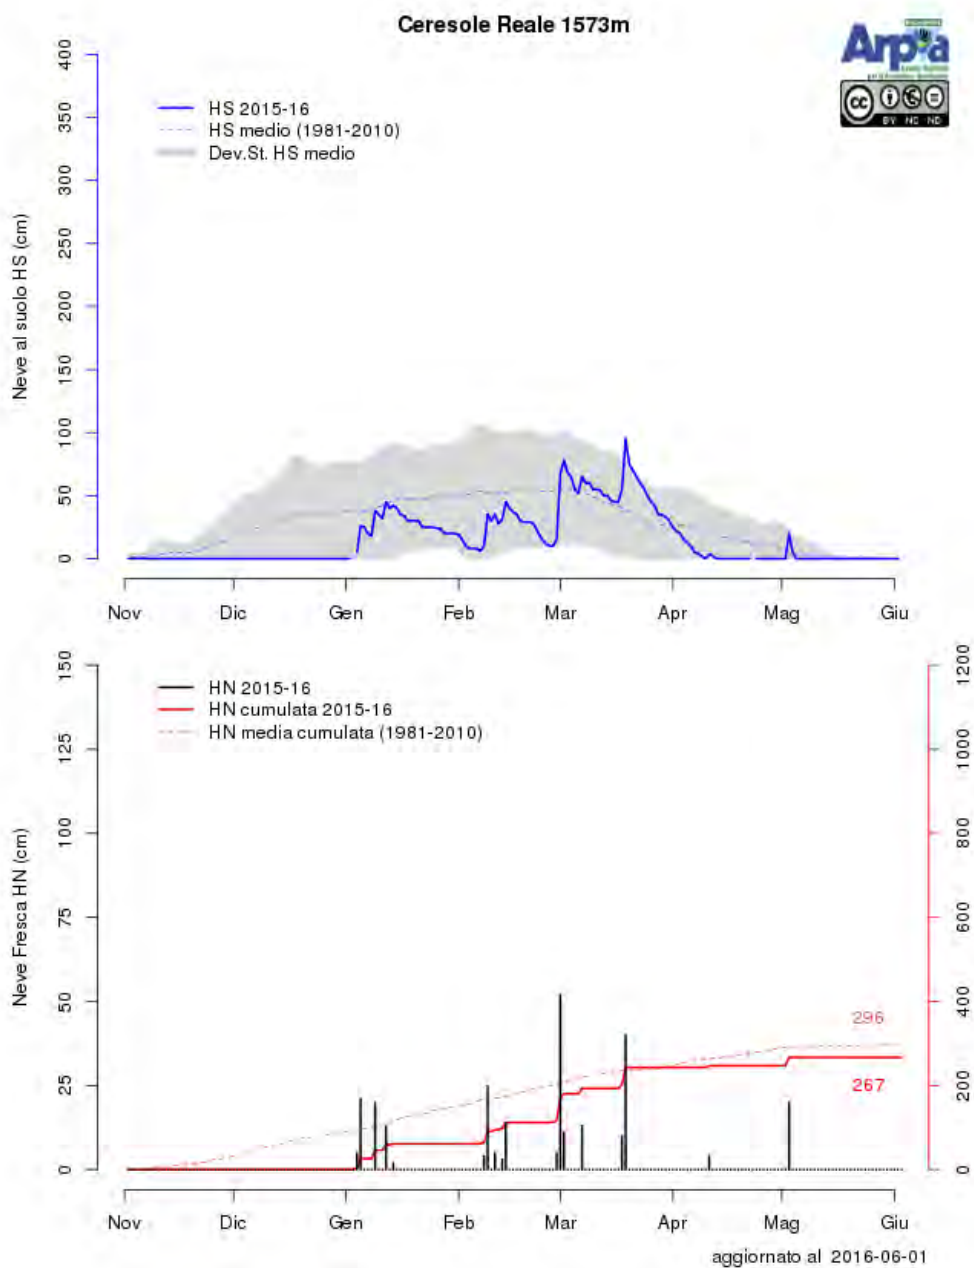 Ceresole Reale 1573m
Arpa
cc
BY NC ND
HS 2015-16
HS medio (1981-2010)
Dev.St. HS medio
Neve al suolo HS (cm)
400
350
300
250
200
150
100
50
0
Nov Dic Gen Feb Mar Apr Mag Giu
HN 2015-16
HN cumulata 2015-16
HN media cumulata (1981-2010)
Neve Fresca HN (cm)
150
125
100
75
50
25
0
1200
1000
800
600
400
200
0
296
267
Nov Dic Gen Feb Mar Apr Mag Giu
aggiornato al 2016-06-01